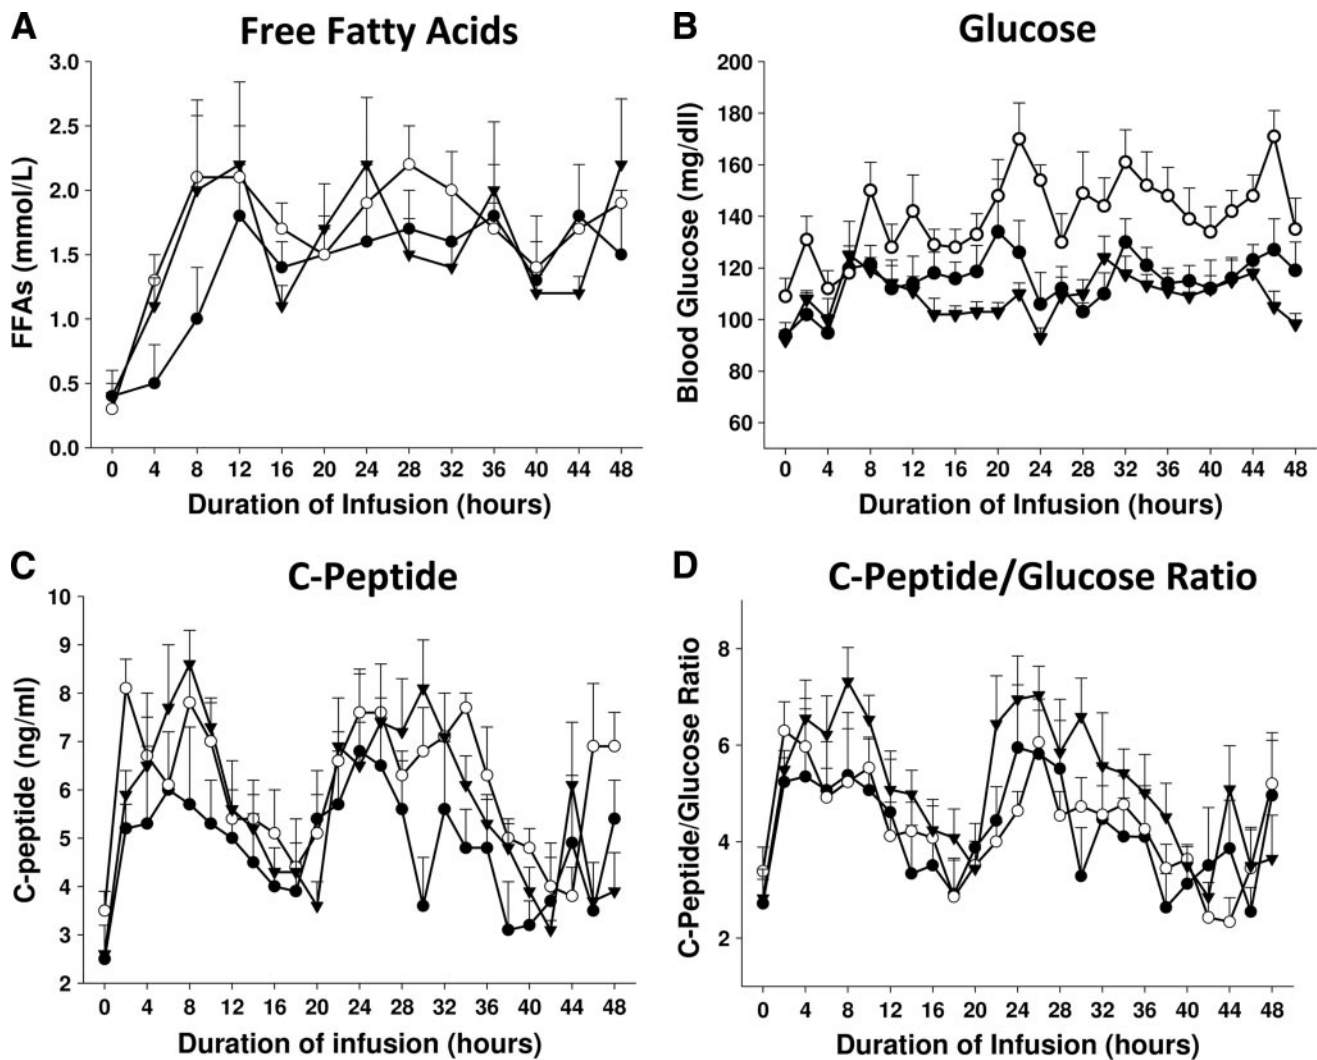 A
Free Fatty Acids
3.0
2.5
2.0
1.5
1.0
0.5
0.0
FFAs (mmol/L)
0 4 8 12 16 20 24 28 32 36 40 44 48
Duration of Infusion (hours)
B
Glucose
200
180
160
140
120
100
80
60
Blood Glucose (mg/dll)
0 4 8 12 16 20 24 28 32 36 40 44 48
Duration of Infusion (hours)
C
C-Peptide
10
9
8
7
6
5
4
3
2
C-peptide (ng/ml)
0 4 8 12 16 20 24 28 32 36 40 44 48
Duration of infusion (hours)
D
C-Peptide/Glucose Ratio
8
6
4
2
C-Peptide/Glucose Ratio
0 4 8 12 16 20 24 28 32 36 40 44 48
Duration of Infusion (hours)